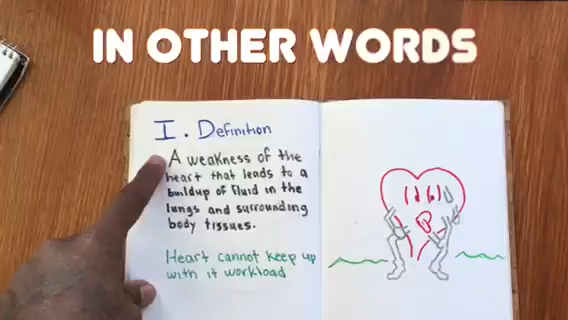 IN OTHER WORDS
I. Definition
A weakness of the
heart that leads to a
buildup of fluid in the
lungs and surrounding
body tissues.
Heart cannot keep up
with it workload